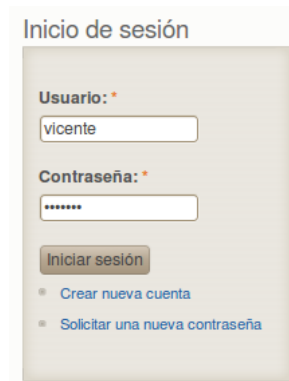 Inicio de sesión
Usuario: *
vicente
Contraseña: *
•••••••
Iniciar sesión
Crear nueva cuenta
Solicitar una nueva contraseña